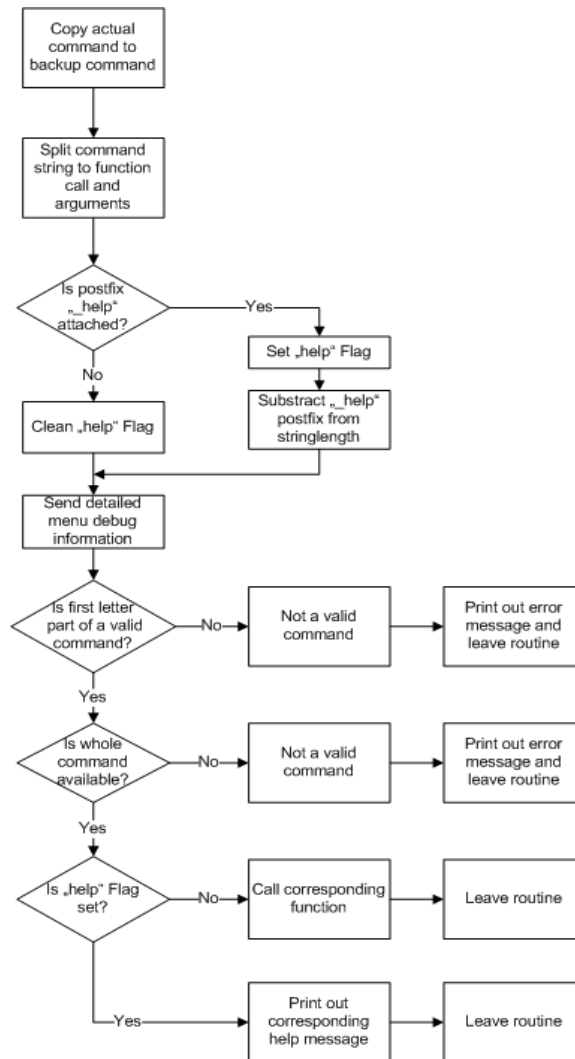 Copy actual
command to
backup command
Split command
string to function
call and
arguments
Is postfix
„_help“
attached?
Yes
Set „help“ Flag
No
Substract „_help“
postfix from
stringlength
Clean „help“ Flag
Send detailed
menu debug
information
Is first letter
part of a valid
command?
No
Not a valid
command
Print out error
message and
leave routine
Yes
Is whole
command
available?
No
Not a valid
command
Print out error
message and
leave routine
Yes
Is „help“ Flag
set?
No
Call corresponding
function
Leave routine
Yes
Print out
corresponding
help message
Leave routine